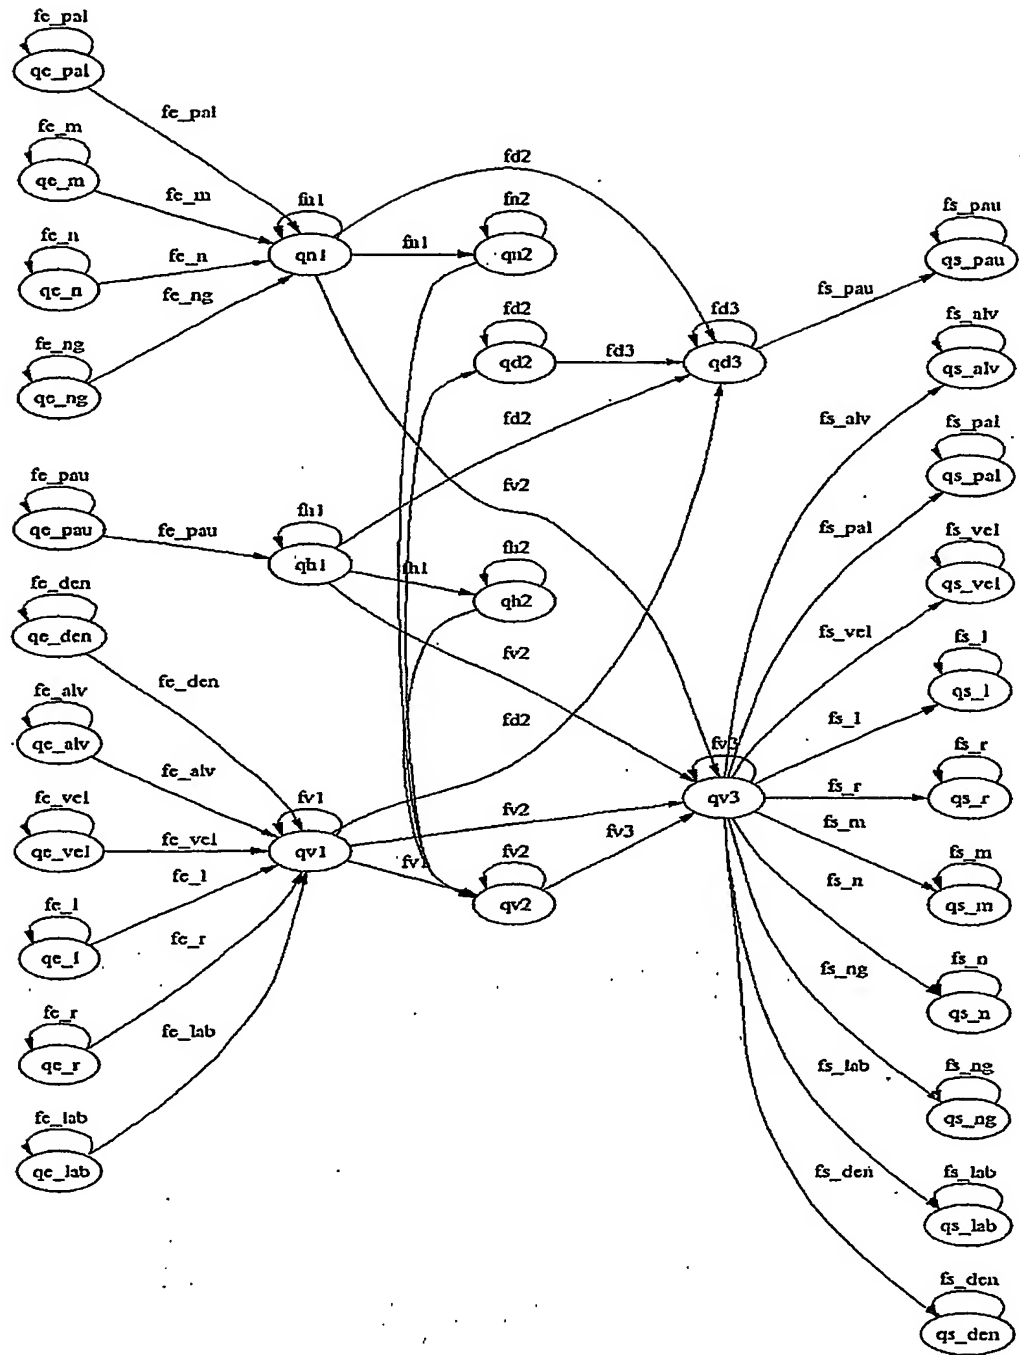 fe_pal
qe_pal
fe_pal
fe_m
qe_m
fe_m
fe_n
qe_n
fe_n
fe_ng
fe_ng
qe_ng
fn1
qn1
fn1
fd2
fn2
qn2
fd2
qd2
fd3
fd3
qd3
fs_pau
fs_pau
qs_pau
fs_alv
qs_alv
fs_alv
fs_pal
qs_pal
fs_pal
fs_vel
qs_vel
fs_vel
fe_pau
qe_pau
fe_pau
fh1
qh1
fh1
fd2
fv2
fh2
qh2
fv2
fd2
fe_den
qe_den
fe_den
fe_alv
qe_alv
fe_alv
fe_vel
qe_vel
fe_vel
fe_l
fe_l
qe_l
fe_r
fe_r
qe_r
fe_lab
fe_lab
qe_lab
fv1
qv1
fv1
fv2
fv2
qv2
fv3
fv3
qv3
fs_l
qs_l
fs_l
fs_r
qs_r
fs_r
fs_m
fs_m
qs_m
fs_n
fs_n
qs_n
fs_ng
fs_ng
qs_ng
fs_lab
fs_lab
qs_lab
fs_den
fs_den
qs_den